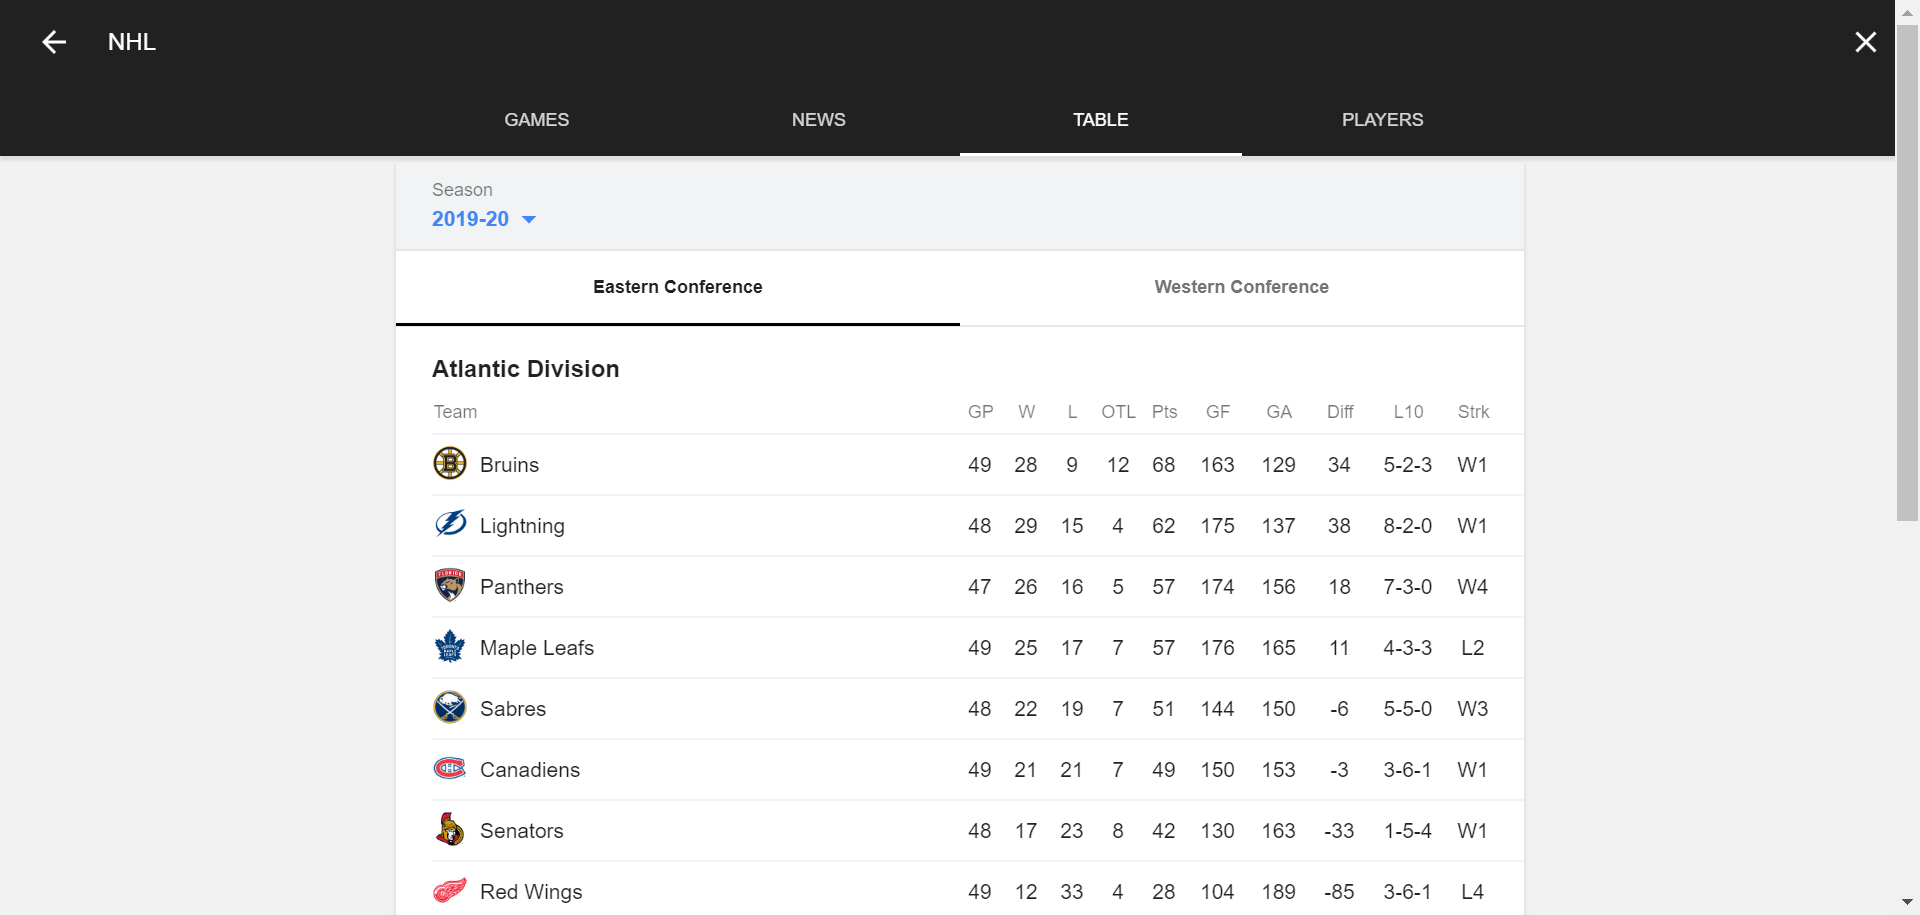 NHL
GAMES NEWS TABLE PLAYERS
Season
2019-20
Eastern Conference Western Conference
Atlantic Division
Team GP W L OTL Pts GF GA Diff L10 Strk
Bruins 49 28 9 12 68 163 129 34 5-2-3 W1
Lightning 48 29 15 4 62 175 137 38 8-2-0 W1
Panthers 47 26 16 5 57 174 156 18 7-3-0 W4
Maple Leafs 49 25 17 7 57 176 165 11 4-3-3 L2
Sabres 48 22 19 7 51 144 150 -6 5-5-0 W3
Canadiens 49 21 21 7 49 150 153 -3 3-6-1 W1
Senators 48 17 23 8 42 130 163 -33 1-5-4 W1
Red Wings 49 12 33 4 28 104 189 -85 3-6-1 L4